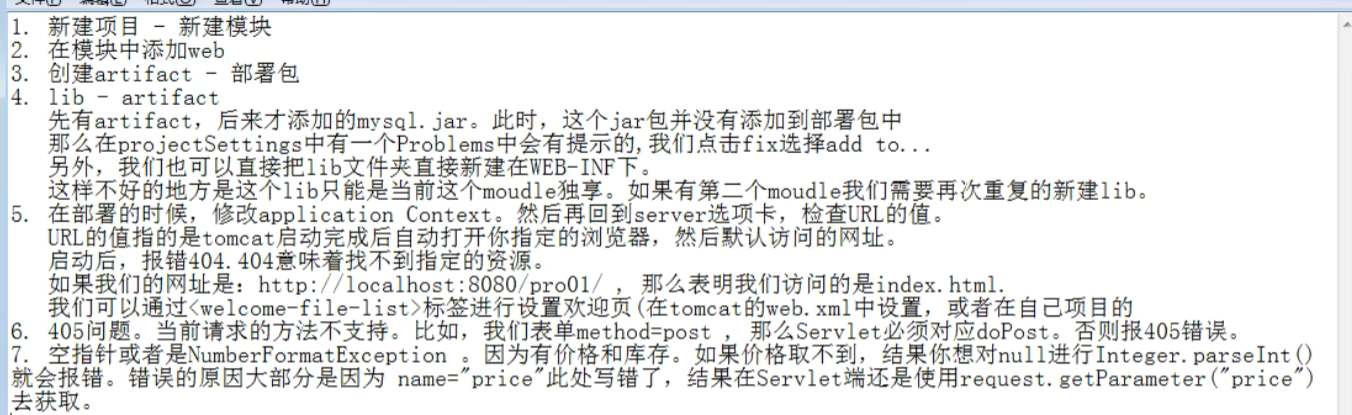 文件(F) 编辑(E) 格式(O) 查看(V) 帮助(H)
1. 新建项目 - 新建模块
2. 在模块中添加web
3. 创建artifact - 部署包
4. lib - artifact
先有artifact，后来才添加的mysql.jar。此时，这个jar包并没有添加到部署包中
那么在projectSettings中有一个Problems中会有提示的,我们点击fix选择add to...
另外，我们也可以直接把lib文件夹直接新建在WEB-INF下。
这样不好的地方是这个lib只能是当前这个moudle独享。如果有第二个moudle我们需要再次重复的新建lib。
5. 在部署的时候，修改application Context。然后再回到server选项卡，检查URL的值。
URL的值指的是tomcat启动完成后自动打开你指定的浏览器，然后默认访问的网址。
启动后，报错404.404意味着找不到指定的资源。
如果我们的网址是：http://localhost:8080/pro01/ , 那么表明我们访问的是index.html.
我们可以通过<welcome-file-list>标签进行设置欢迎页(在tomcat的web.xml中设置，或者在自己项目的
6. 405问题。当前请求的方法不支持。比如，我们表单method=post , 那么Servlet必须对应doPost。否则报405错误。
7. 空指针或者是NumberFormatException 。因为有价格和库存。如果价格取不到，结果你想对null进行Integer.parseInt()
就会报错。错误的原因大部分是因为 name="price"此处写错了，结果在Servlet端还是使用request.getParameter("price")
去获取。